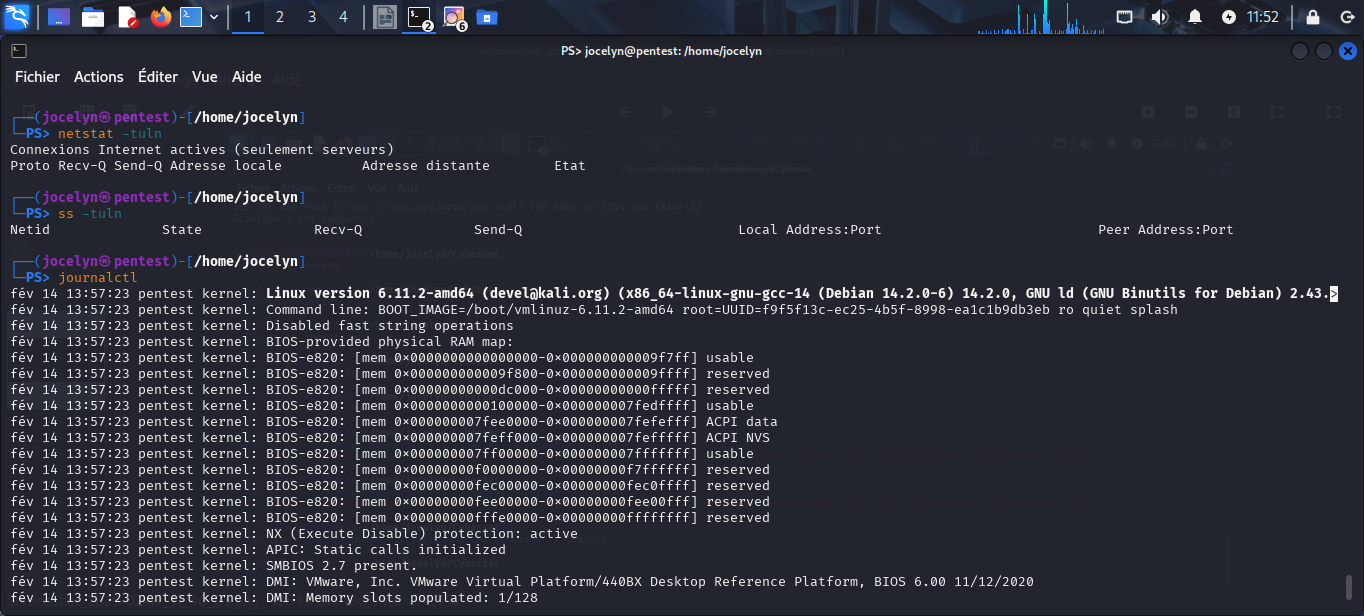 1 2 3 4 2 6 11:52
PS> jocelyn@pentest: /home/jocelyn
Fichier Actions Éditer Vue Aide
┌──(jocelyn㉿pentest)-[/home/jocelyn]
└─PS> netstat -tuln
Connexions Internet actives (seulement serveurs)
Proto Recv-Q Send-Q Adresse locale Adresse distante Etat
┌──(jocelyn㉿pentest)-[/home/jocelyn]
└─PS> ss -tuln
Netid State Recv-Q Send-Q Local Address:Port Peer Address:Port
┌──(jocelyn㉿pentest)-[/home/jocelyn]
└─PS> journalctl
fév 14 13:57:23 pentest kernel: Linux version 6.11.2-amd64 (devel@kali.org) (x86_64-linux-gnu-gcc-14 (Debian 14.2.0-6) 14.2.0, GNU ld (GNU Binutils for Debian) 2.43.>
fév 14 13:57:23 pentest kernel: Command line: BOOT_IMAGE=/boot/vmlinuz-6.11.2-amd64 root=UUID=f9f5f13c-ec25-4b5f-8998-ea1c1b9db3eb ro quiet splash
fév 14 13:57:23 pentest kernel: Disabled fast string operations
fév 14 13:57:23 pentest kernel: BIOS-provided physical RAM map:
fév 14 13:57:23 pentest kernel: BIOS-e820: [mem 0x0000000000000000-0x000000000009f7ff] usable
fév 14 13:57:23 pentest kernel: BIOS-e820: [mem 0x000000000009f800-0x000000000009ffff] reserved
fév 14 13:57:23 pentest kernel: BIOS-e820: [mem 0x00000000000dc000-0x00000000000fffff] reserved
fév 14 13:57:23 pentest kernel: BIOS-e820: [mem 0x0000000000100000-0x000000007fedffff] usable
fév 14 13:57:23 pentest kernel: BIOS-e820: [mem 0x000000007fee0000-0x000000007fefefff] ACPI data
fév 14 13:57:23 pentest kernel: BIOS-e820: [mem 0x000000007feff000-0x000000007fefffff] ACPI NVS
fév 14 13:57:23 pentest kernel: BIOS-e820: [mem 0x000000007ff00000-0x000000007fffffff] usable
fév 14 13:57:23 pentest kernel: BIOS-e820: [mem 0x00000000f0000000-0x00000000f7ffffff] reserved
fév 14 13:57:23 pentest kernel: BIOS-e820: [mem 0x00000000fec00000-0x00000000fec0ffff] reserved
fév 14 13:57:23 pentest kernel: BIOS-e820: [mem 0x00000000fee00000-0x00000000fee00fff] reserved
fév 14 13:57:23 pentest kernel: BIOS-e820: [mem 0x00000000fffe0000-0x00000000ffffffff] reserved
fév 14 13:57:23 pentest kernel: NX (Execute Disable) protection: active
fév 14 13:57:23 pentest kernel: APIC: Static calls initialized
fév 14 13:57:23 pentest kernel: SMBIOS 2.7 present.
fév 14 13:57:23 pentest kernel: DMI: VMware, Inc. VMware Virtual Platform/440BX Desktop Reference Platform, BIOS 6.00 11/12/2020
fév 14 13:57:23 pentest kernel: DMI: Memory slots populated: 1/128